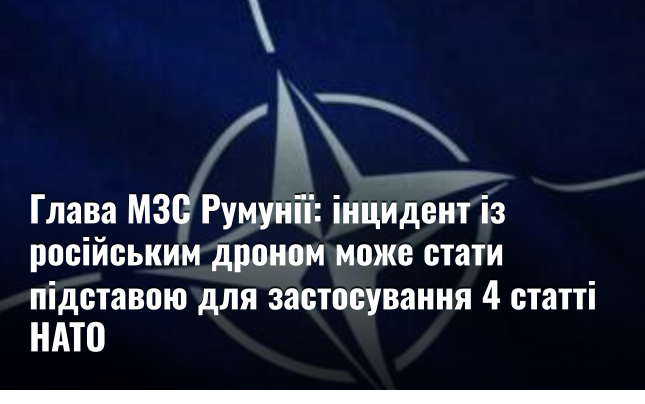 Глава МЗС Румунії: інцидент із
російським дроном може стати
підставою для застосування 4 статті
НАТО